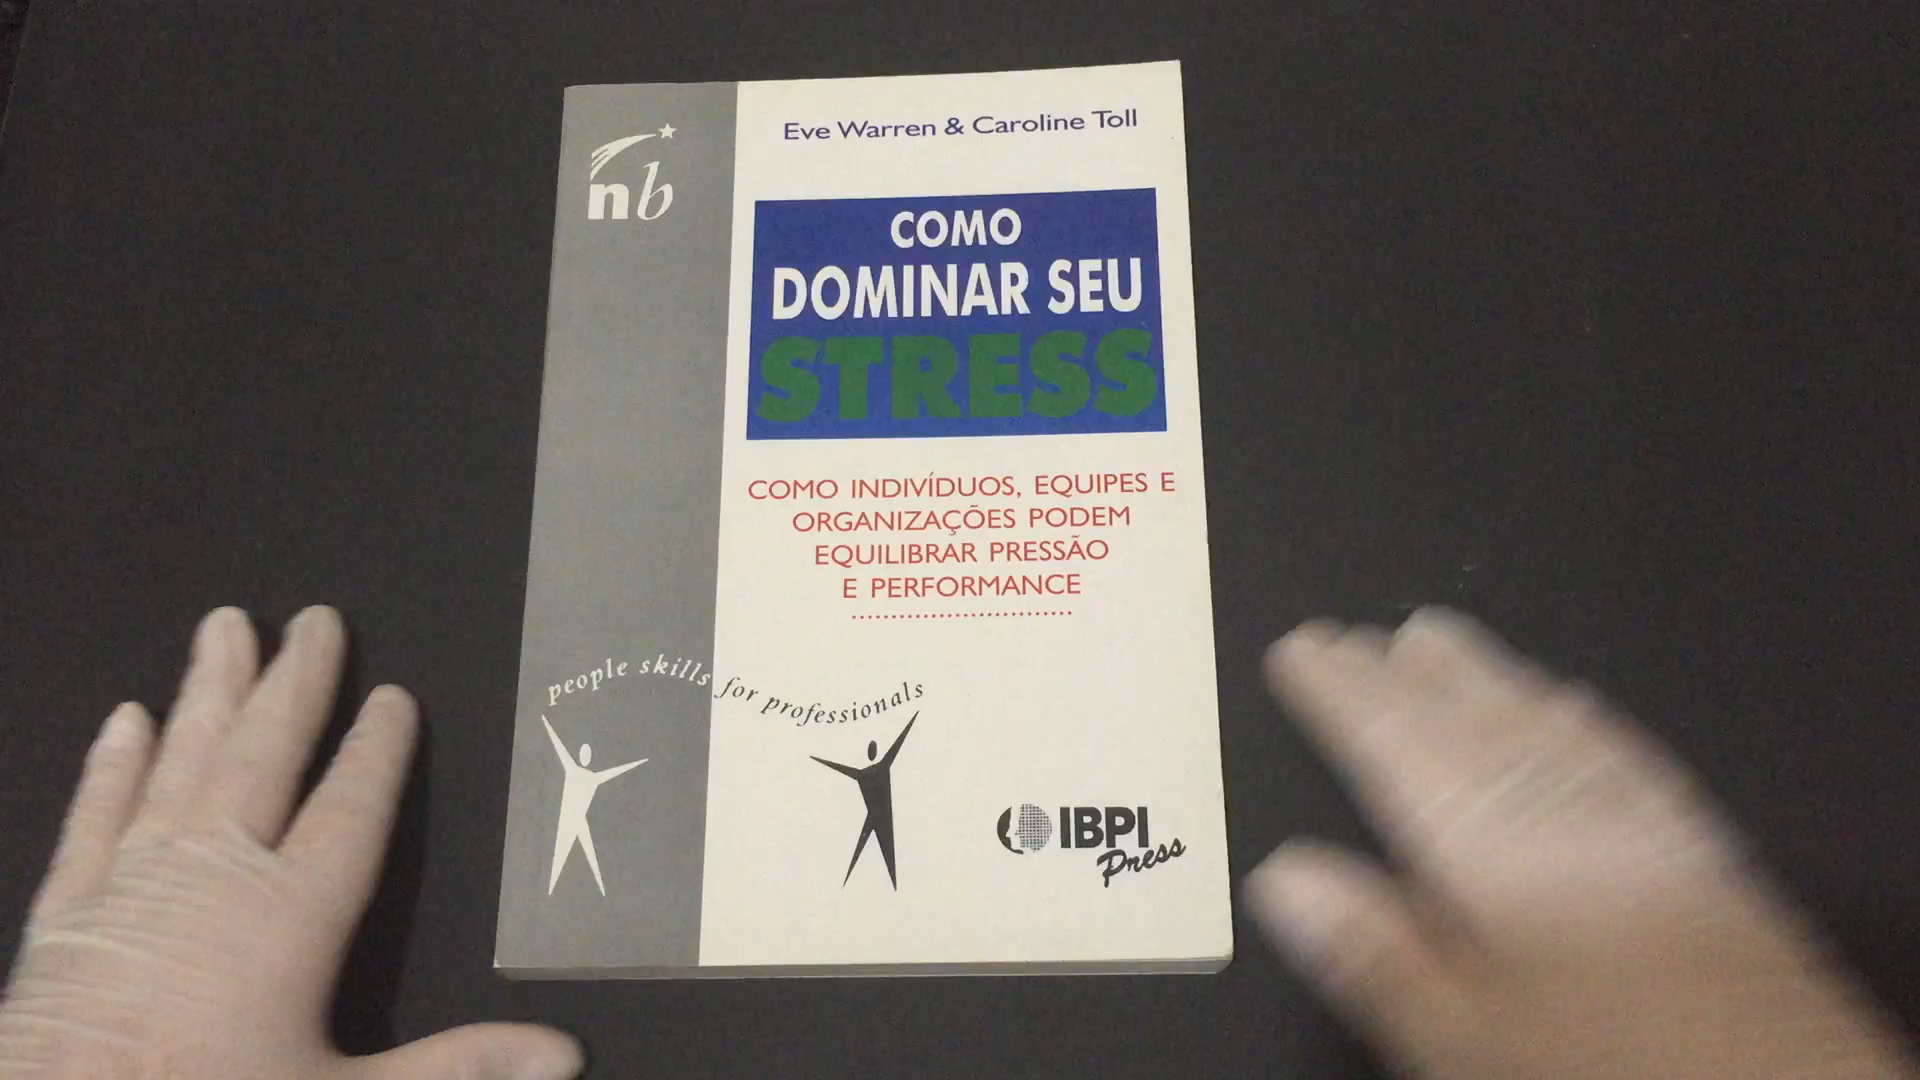 Eve Warren & Caroline Toll
nb
COMO
DOMINAR SEU
STRESS
COMO INDIVÍDUOS, EQUIPES E
ORGANIZAÇÕES PODEM
EQUILIBRAR PRESSÃO
E PERFORMANCE
people skills for professionals
IBPI
Press